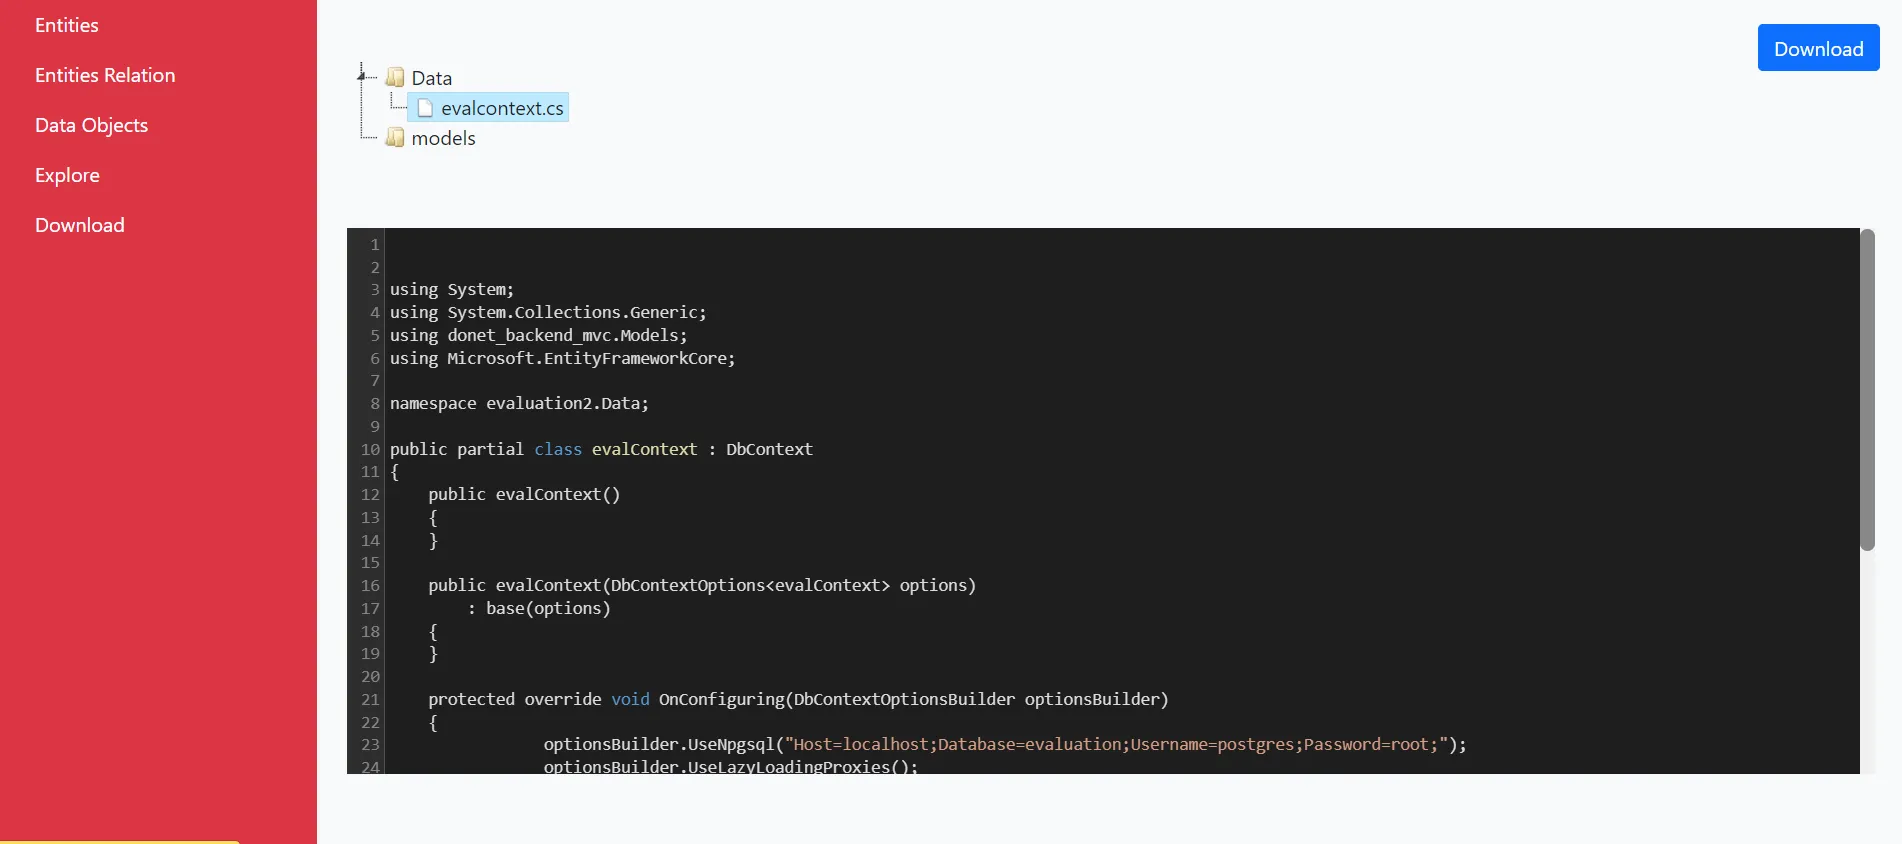 Entities
Entities Relation
Data Objects
Explore
Download
Download
Data
evalcontext.cs
models
1
2
3 using System;
4 using System.Collections.Generic;
5 using donet_backend_mvc.Models;
6 using Microsoft.EntityFrameworkCore;
7
8 namespace evaluation2.Data;
9
10 public partial class evalContext : DbContext
11 {
12     public evalContext()
13     {
14     }
15
16     public evalContext(DbContextOptions<evalContext> options)
17         : base(options)
18     {
19     }
20
21     protected override void OnConfiguring(DbContextOptionsBuilder optionsBuilder)
22     {
23                 optionsBuilder.UseNpgsql("Host=localhost;Database=evaluation;Username=postgres;Password=root;");
24                 optionsBuilder.UseLazyLoadingProxies();